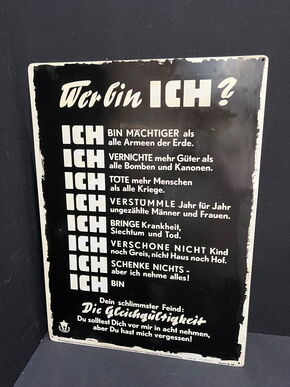 Wer bin ICH?
ICH BIN MÄCHTIGER als
alle Armeen der Erde.
ICH VERNICHTE mehr Güter als
alle Bomben und Kanonen.
ICH TÖTE mehr Menschen
als alle Kriege.
ICH VERSTÜMMLE Jahr für Jahr
ungezählte Männer und Frauen.
ICH BRINGE Krankheit,
Siechtum und Tod.
ICH VERSCHONE NICHT Kind
noch Greis, nicht Haus noch Hof.
ICH SCHENKE NICHTS-
aber ich nehme alles!
ICH BIN
Dein schlimmster Feind:
Die Gleichgültigkeit
Du solltest Dich vor mir in acht nehmen,
aber Du hast mich vergessen!